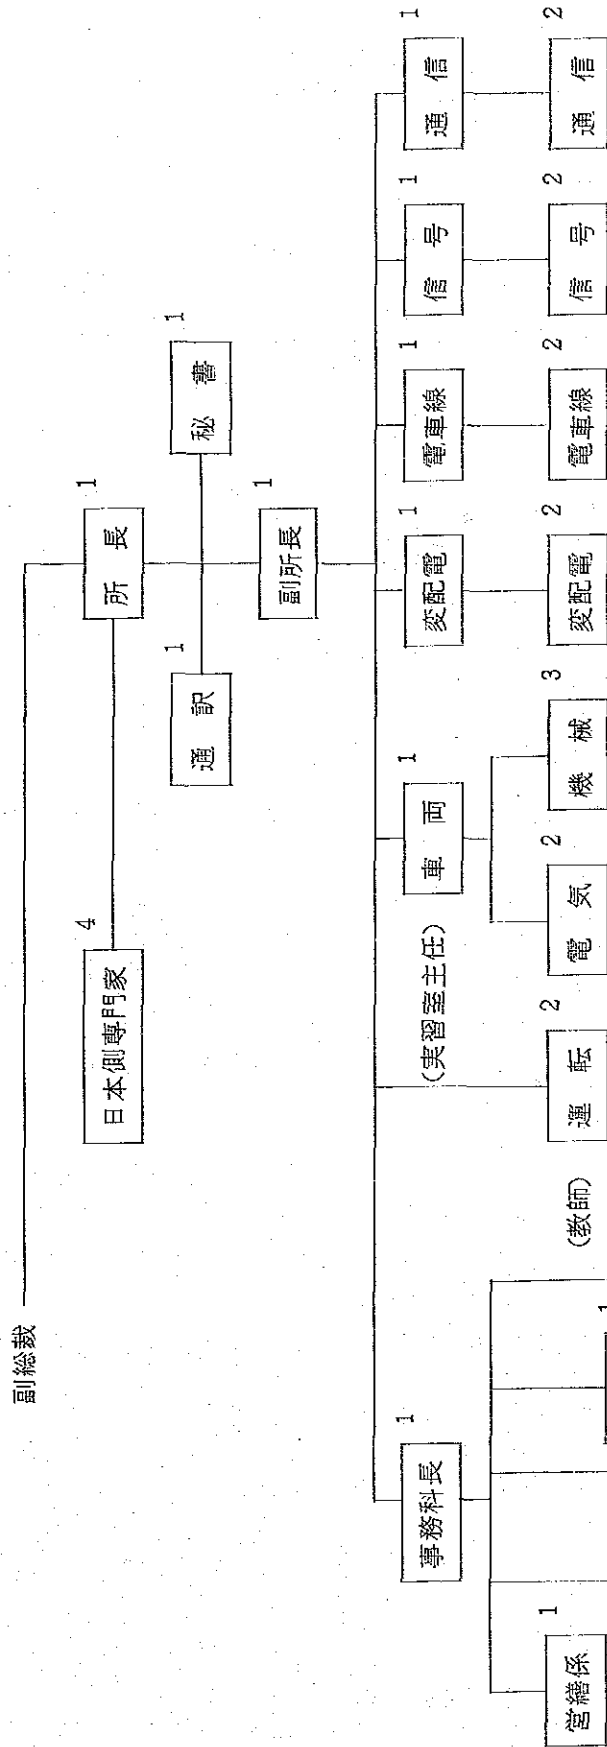 副総裁
1
所長
4
日本側専門家
1
秘書
1
通訳
1
副所長
1
事務科長
1
車両
(実習室主任)
1
変配電
1
電車線
1
信号
1
通信
1
営繕係
1
(教師)
2
運転
2
電気
3
機械
2
変配電
2
電車線
2
信号
2
通信